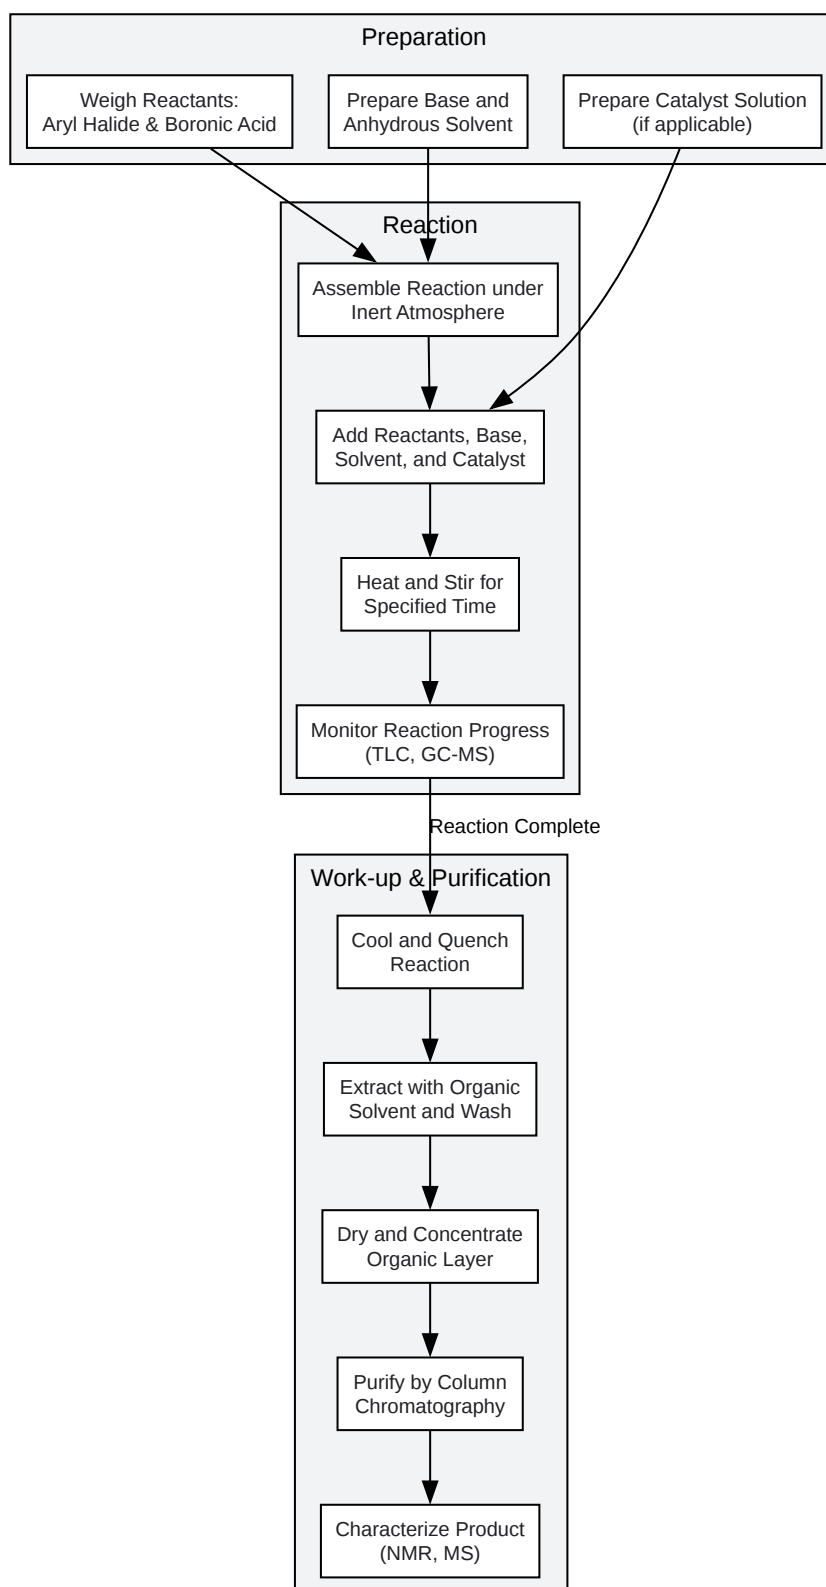 Preparation
Weigh Reactants:
Aryl Halide & Boronic Acid
Prepare Base and
Anhydrous Solvent
Prepare Catalyst Solution
(if applicable)
Reaction
Assemble Reaction under
Inert Atmosphere
Add Reactants, Base,
Solvent, and Catalyst
Heat and Stir for
Specified Time
Monitor Reaction Progress
(TLC, GC-MS)
Reaction Complete
Work-up & Purification
Cool and Quench
Reaction
Extract with Organic
Solvent and Wash
Dry and Concentrate
Organic Layer
Purify by Column
Chromatography
Characterize Product
(NMR, MS)